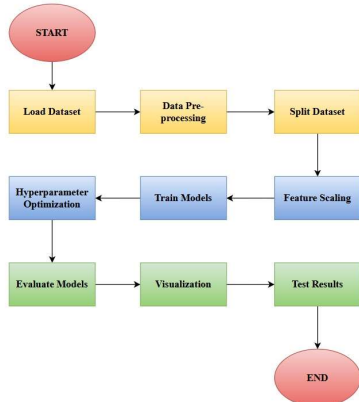 START
Load Dataset
Data Pre-
processing
Split Dataset
Feature Scaling
Train Models
Hyperparameter
Optimization
Evaluate Models
Visualization
Test Results
END